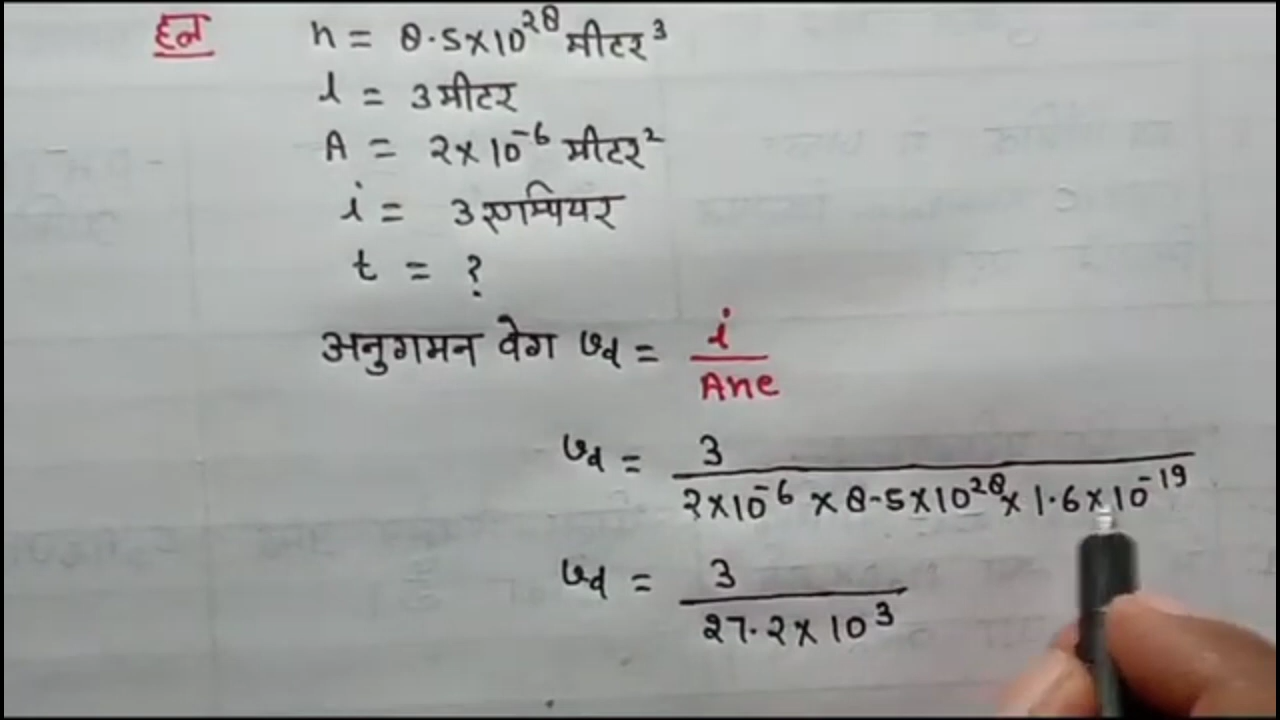 हल n = 8.5×10²⁸ मीटर³
l = 3 मीटर
A = 2×10⁻⁶ मीटर²
i = 3 एम्पियर
t = ?
अनुगमन वेग vd = i / Ane
vd = 3 / 2×10⁻⁶ × 8.5×10²⁸ × 1.6×10⁻¹⁹
vd = 3 / 27.2×10³